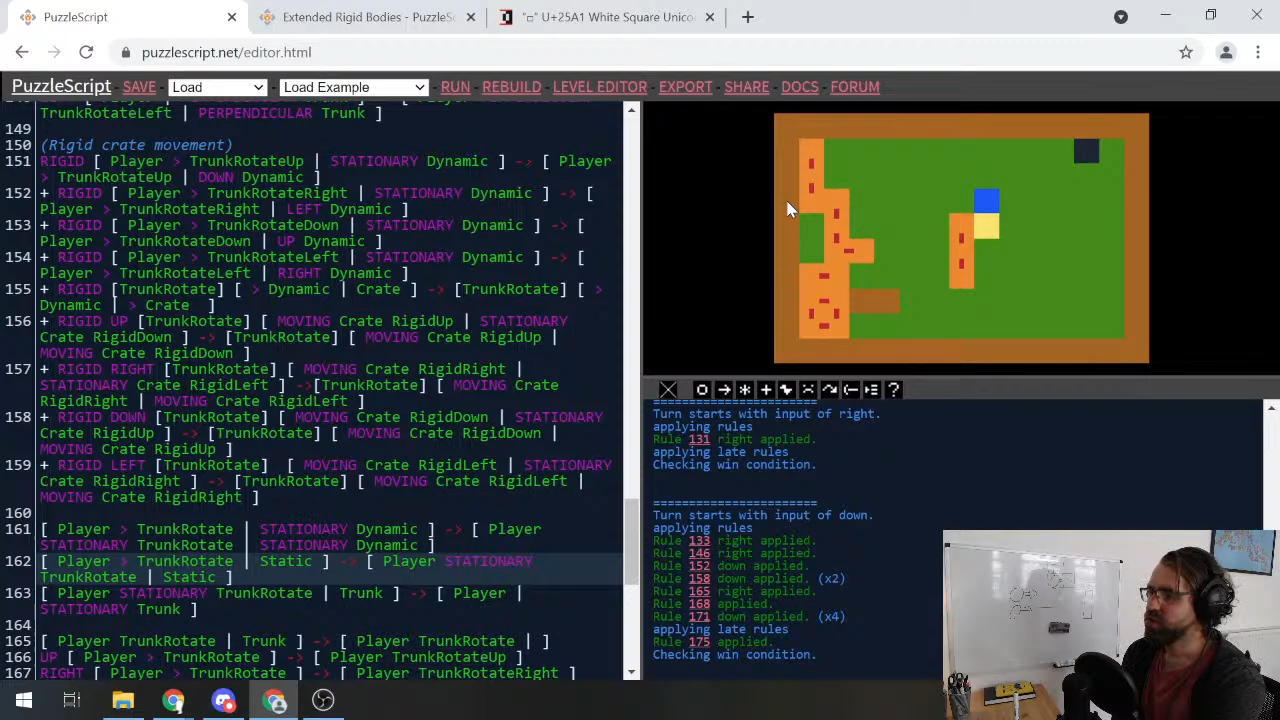 PuzzleScript
Extended Rigid Bodies - PuzzleSc
"□" U+25A1 White Square Unico
puzzlescript.net/editor.html
PuzzleScript SAVE Load Load Example - RUN - REBUILD - LEVEL EDITOR - EXPORT - SHARE - DOCS - FORUM
TrunkRotateLeft | PERPENDICULAR Trunk ]
149
150 (Rigid crate movement)
151 RIGID [ Player > TrunkRotateUp | STATIONARY Dynamic ] -> [ Player
> TrunkRotateUp | DOWN Dynamic ]
152 + RIGID [ Player > TrunkRotateRight | STATIONARY Dynamic ] -> [
Player > TrunkRotateRight | LEFT Dynamic ]
153 + RIGID [ Player > TrunkRotateDown | STATIONARY Dynamic ] -> [
Player > TrunkRotateDown | UP Dynamic ]
154 + RIGID [ Player > TrunkRotateLeft | STATIONARY Dynamic ] -> [
Player > TrunkRotateLeft | RIGHT Dynamic ]
155 + RIGID [TrunkRotate] [ > Dynamic | Crate ] -> [TrunkRotate] [ >
Dynamic | > Crate ]
156 + RIGID UP [TrunkRotate] [ MOVING Crate RigidUp | STATIONARY
Crate RigidDown ] -> [TrunkRotate] [ MOVING Crate RigidUp |
MOVING Crate RigidDown ]
157 + RIGID RIGHT [TrunkRotate] [ MOVING Crate RigidRight |
STATIONARY Crate RigidLeft ] ->[TrunkRotate] [ MOVING Crate
RigidRight | MOVING Crate RigidLeft ]
158 + RIGID DOWN [TrunkRotate] [ MOVING Crate RigidDown | STATIONARY
Crate RigidUp ] -> [TrunkRotate] [ MOVING Crate RigidDown |
MOVING Crate RigidUp ]
159 + RIGID LEFT [TrunkRotate] [ MOVING Crate RigidLeft | STATIONARY
Crate RigidRight ] -> [TrunkRotate] [ MOVING Crate RigidLeft |
MOVING Crate RigidRight ]
160
161 [ Player > TrunkRotate | STATIONARY Dynamic ] -> [ Player
STATIONARY TrunkRotate | STATIONARY Dynamic ]
162 [ Player > TrunkRotate | Static ] -> [ Player STATIONARY
TrunkRotate | Static ]
163 [ Player STATIONARY TrunkRotate | Trunk ] -> [ Player |
STATIONARY Trunk ]
164
165 [ Player TrunkRotate | Trunk ] -> [ Player TrunkRotate | ]
166 UP [ Player > TrunkRotate ] -> [ Player TrunkRotateUp ]
167 RIGHT [ Player > TrunkRotate ] -> [ Player TrunkRotateRight ]
=======================
Turn starts with input of right.
applying rules
Rule 131 right applied.
applying late rules
Checking win condition.
=======================
Turn starts with input of down.
applying rules
Rule 133 right applied.
Rule 146 right applied.
Rule 152 down applied.
Rule 158 down applied. (x2)
Rule 165 right applied.
Rule 168 applied.
Rule 171 down applied. (x4)
applying late rules
Rule 175 applied.
Checking win condition.